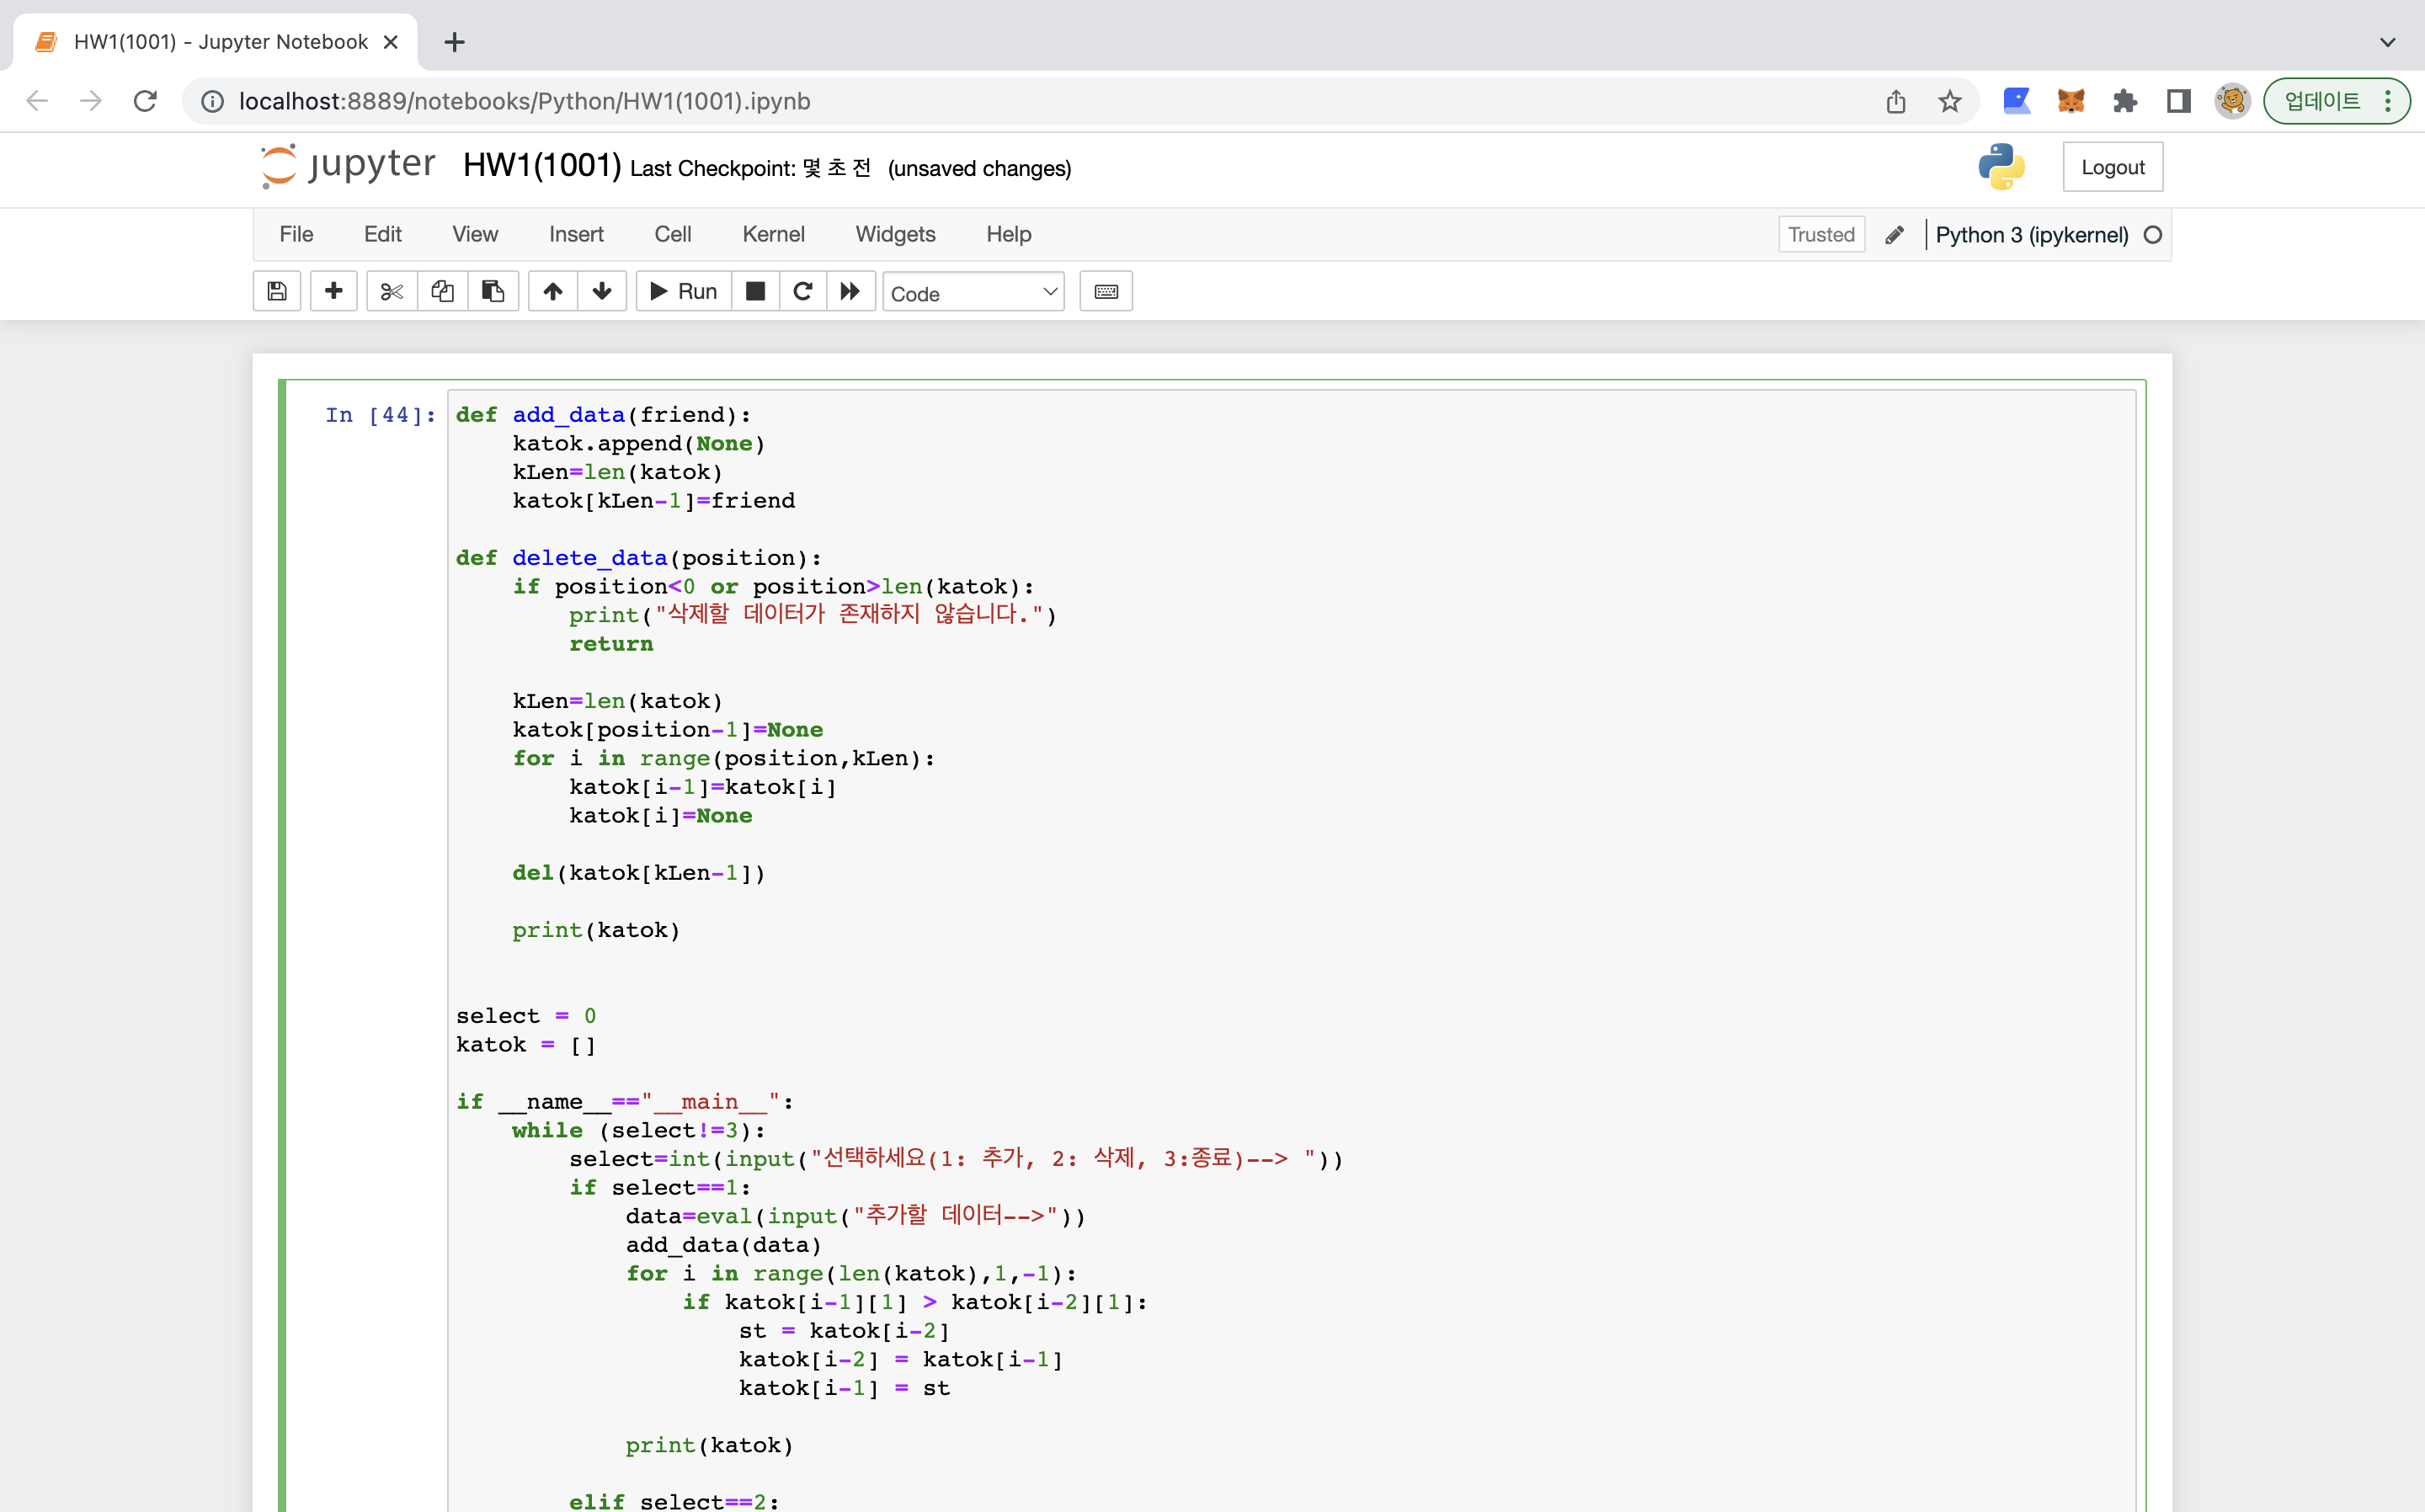 HW1(1001) - Jupyter Notebook
localhost:8889/notebooks/Python/HW1(1001).ipynb
업데이트
jupyter HW1(1001) Last Checkpoint: 몇 초 전 (unsaved changes)
Logout
File Edit View Insert Cell Kernel Widgets Help
Trusted
Python 3 (ipykernel)
Run
Code
In [44]:
def add_data(friend):
    katok.append(None)
    kLen=len(katok)
    katok[kLen-1]=friend

def delete_data(position):
    if position<0 or position>len(katok):
        print("삭제할 데이터가 존재하지 않습니다.")
        return

    kLen=len(katok)
    katok[position-1]=None
    for i in range(position,kLen):
        katok[i-1]=katok[i]
        katok[i]=None

    del(katok[kLen-1])

    print(katok)


select = 0
katok = []

if __name__=="__main__":
    while (select!=3):
        select=int(input("선택하세요(1: 추가, 2: 삭제, 3:종료)--> "))
        if select==1:
            data=eval(input("추가할 데이터-->"))
            add_data(data)
            for i in range(len(katok),1,-1):
                if katok[i-1][1] > katok[i-2][1]:
                    st = katok[i-2]
                    katok[i-2] = katok[i-1]
                    katok[i-1] = st

            print(katok)

        elif select==2: